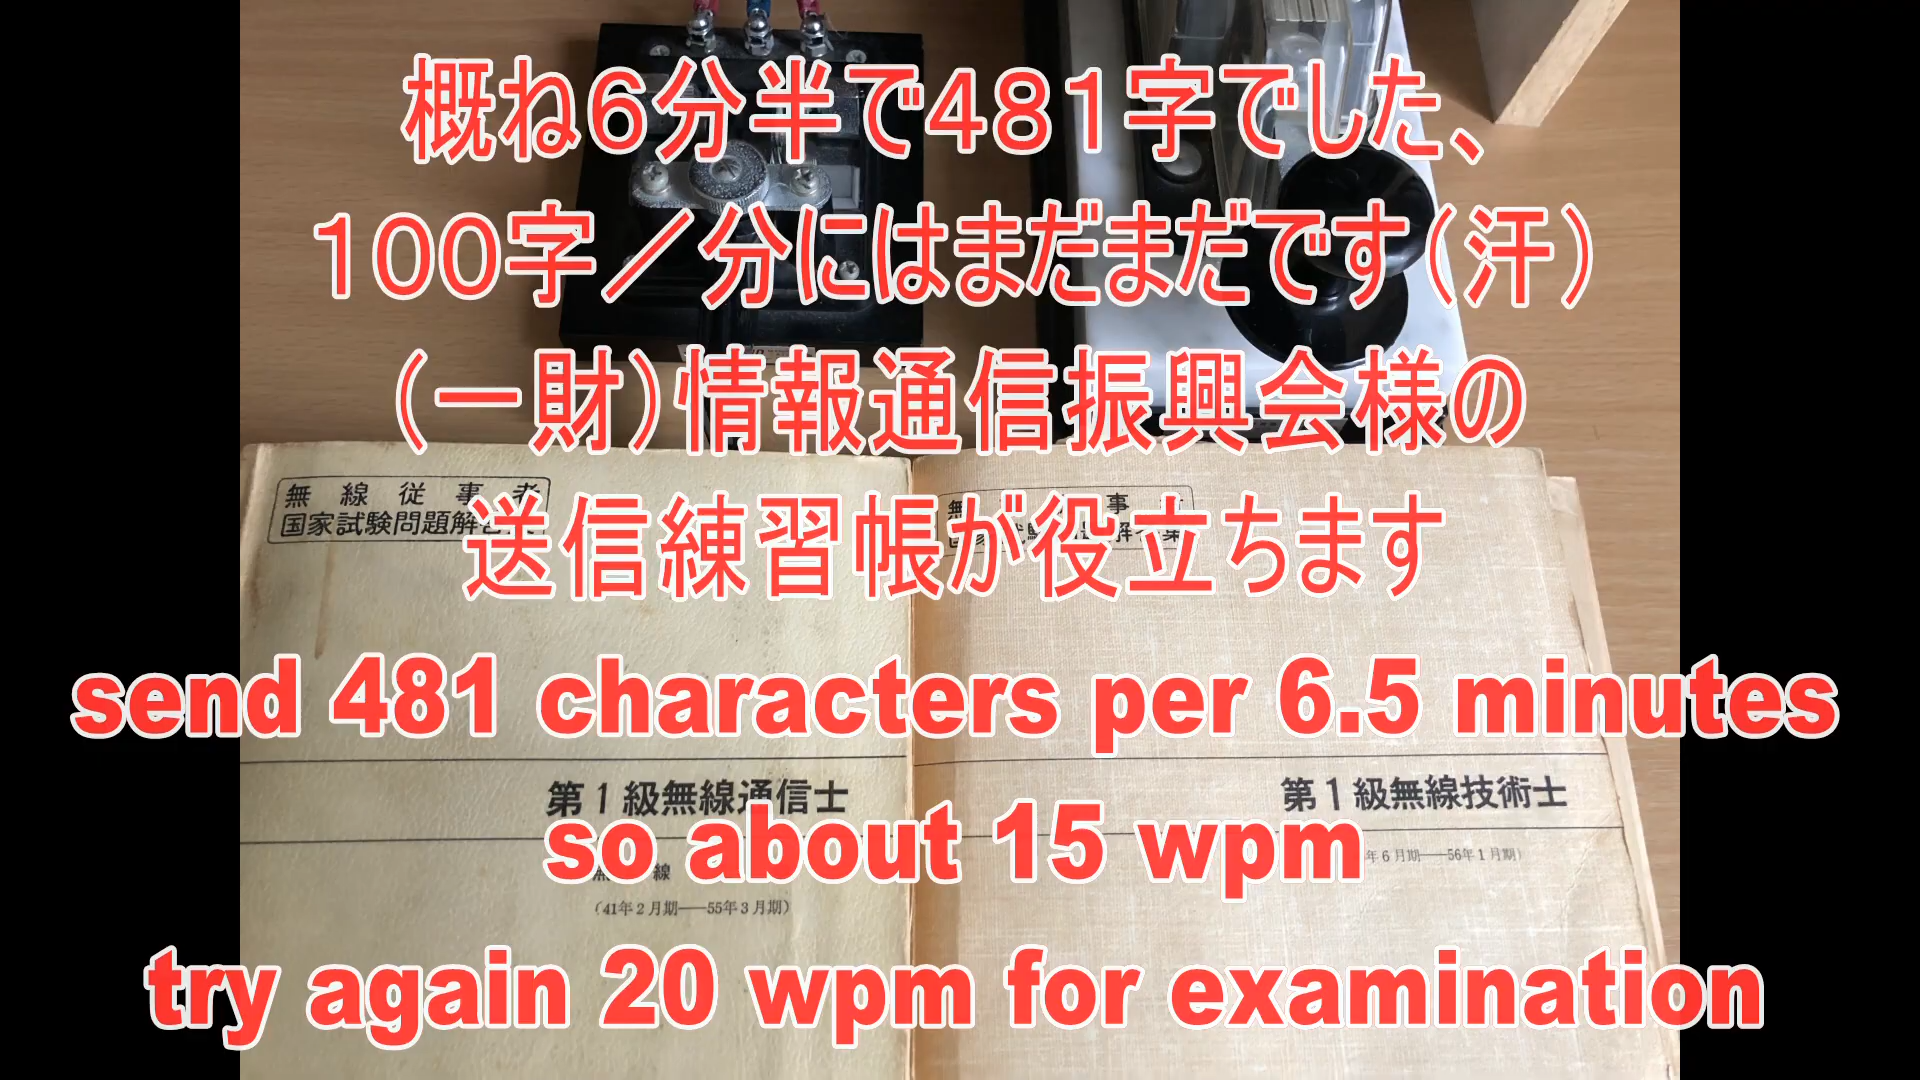 概ね6分半で481字でした、
100字／分にはまだまだです(汗)
(一財)情報通信振興会様の
送信練習帳が役立ちます
send 481 characters per 6.5 minutes
so about 15 wpm
try again 20 wpm for examination
無線従事者
国家試験問題解
事
第1級無線通信士
線
(41年2月期――55年3月期)
第1級無線技術士
年6月期――56年1月期)